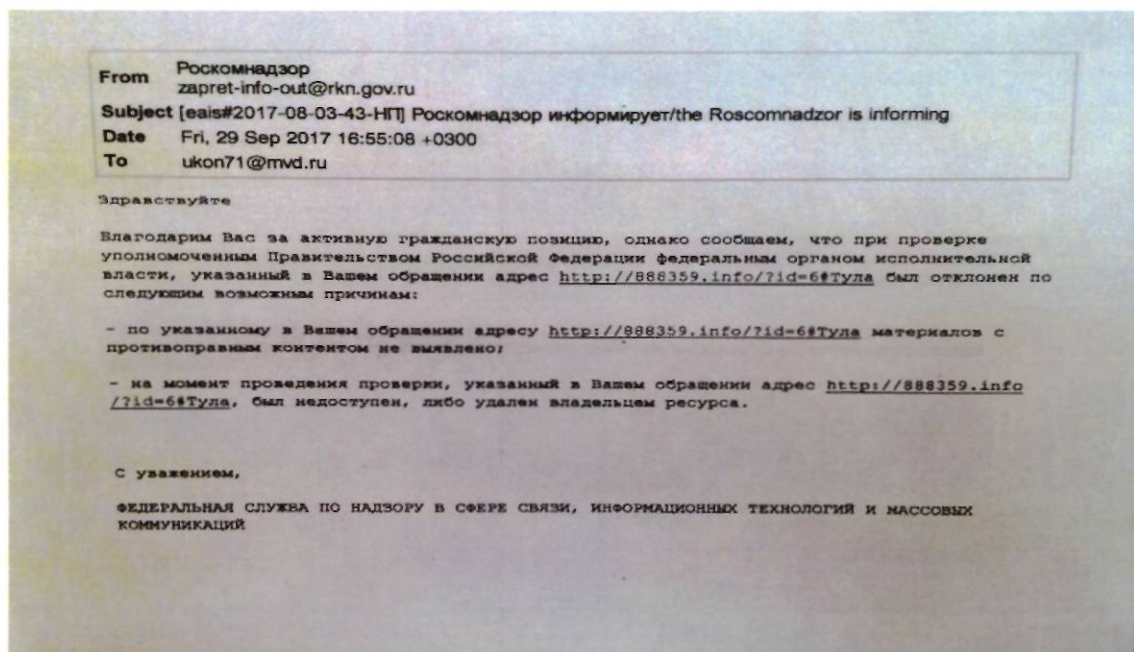 From Роскомнадзор
zapret-info-out@rkn.gov.ru
Subject [eais#2017-08-03-43-НП] Роскомнадзор информирует/the Roscomnadzor is informing
Date Fri, 29 Sep 2017 16:55:08 +0300
To ukon71@mvd.ru
Здравствуйте
Благодарим Вас за активную гражданскую позицию, однако сообщаем, что при проверке
уполномоченным Правительством Российской Федерации федеральным органом исполнительной
власти, указанный в Вашем обращении адрес http://888359.info/?id=6#Тула был отклонен по
следующим возможным причинам:
- по указанному в Вашем обращении адресу http://888359.info/?id=6#Тула материалов с
противоправным контентом не выявлено;
- на момент проведения проверки, указанный в Вашем обращении адрес http://888359.info
/?id=6#Тула, был недоступен, либо удален владельцем ресурса.
С уважением,
ФЕДЕРАЛЬНАЯ СЛУЖБА ПО НАДЗОРУ В СФЕРЕ СВЯЗИ, ИНФОРМАЦИОННЫХ ТЕХНОЛОГИЙ И МАССОВЫХ
КОММУНИКАЦИЙ